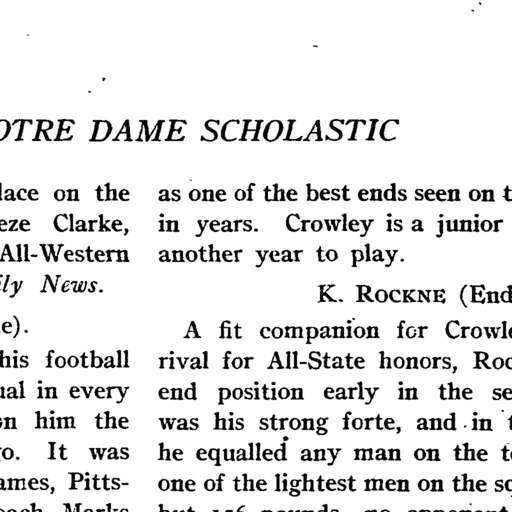 OTRE DAME SCHOLASTIC
lace on the
eze Clarke,
All-Western
ily News.
e).
his football
ual in every
on him the
o. It was
ames, Pitts-
as one of the best ends seen on t
in years. Crowley is a junior
another year to play.
K. ROCKNE (End
A fit companion for Crowle
rival for All-State honors, Roc
end position early in the se
was his strong forte, and in t
he equalled any man on the te
one of the lightest men on the sq